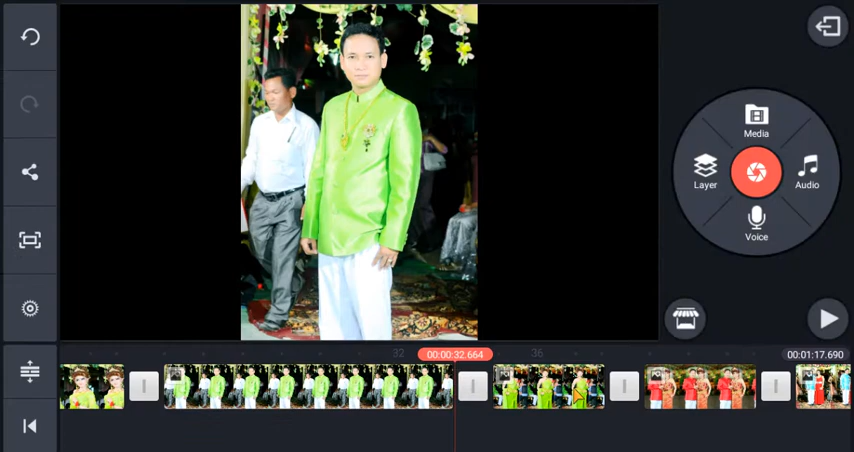 Media
Layer
Audio
Voice
32
00:00:32.664
36
00:01:17.690